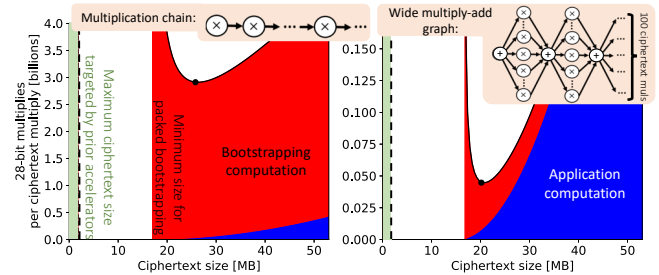 Multiplication chain:
Wide multiply-add
graph:
100 ciphertext muls
28-bit multiplies
per ciphertext multiply [billions]
4.0
3.5
3.0
2.5
2.0
1.5
1.0
0.5
0.0
Maximum ciphertext size
targeted by prior accelerators
Minimum size for
packed bootstrapping
Bootstrapping
computation
0
10
20
30
40
50
Ciphertext size [MB]
0.150
0.125
0.100
0.075
0.050
0.025
0.000
Application
computation
0
10
20
30
40
50
Ciphertext size [MB]